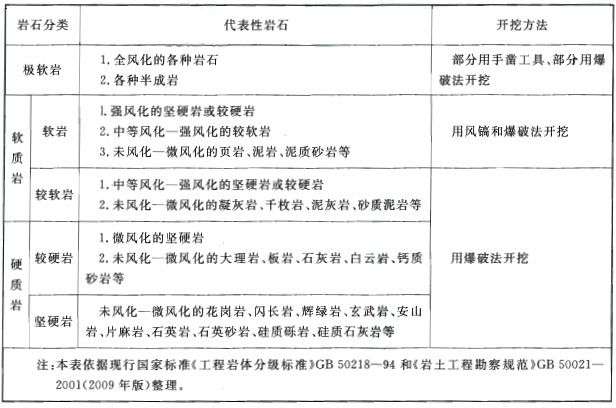 岩石分类 代表性岩石 开挖方法
极软岩
1.全风化的各种岩石
2.各种半成岩
部分用手凿工具、部分用爆
破法开挖
软质岩
软岩
1.强风化的坚硬岩或较硬岩
2.中等风化—强风化的较软岩
3.未风化—微风化的页岩、泥岩、泥质砂岩等
用风镐和爆破法开挖
较软岩
1.中等风化—强风化的坚硬岩或较硬岩
2.未风化—微风化的凝灰岩、千枚岩、泥灰岩、砂质泥岩等
硬质岩
较硬岩
1.微风化的坚硬岩
2.未风化—微风化的大理岩、板岩、石灰岩、白云岩、钙质
砂岩等
用爆破法开挖
坚硬岩
未风化—微风化的花岗岩、闪长岩、辉绿岩、玄武岩、安山
岩、片麻岩、石英岩、石英砂岩、硅质砾岩、硅质石灰岩等
注:本表依据现行国家标准《工程岩体分级标准》GB 50218—94 和《岩土工程勘察规范》GB 50021—
2001(2009 年版)整理。